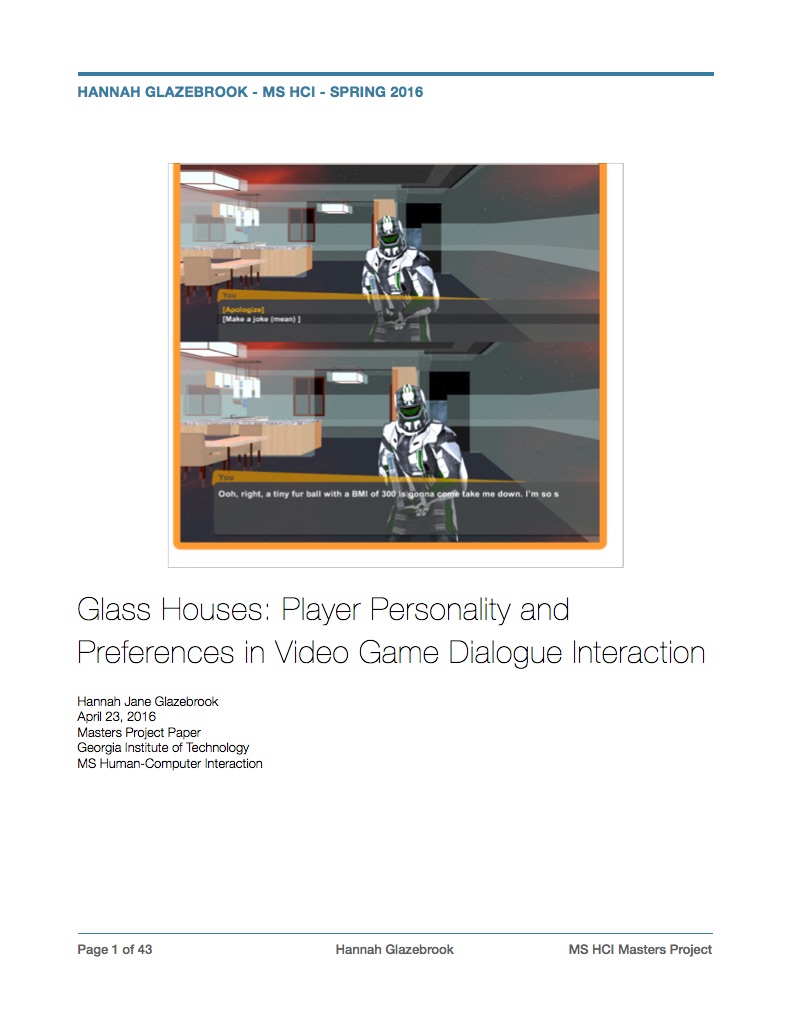 HANNAH GLAZEBROOK - MS HCI - SPRING 2016
You
[Apologize]
[Make a joke (mean) ]
You
Ooh, right, a tiny fur ball with a BMI of 300 is gonna come take me down. I'm so s
Glass Houses: Player Personality and
Preferences in Video Game Dialogue Interaction
Hannah Jane Glazebrook
April 23, 2016
Masters Project Paper
Georgia Institute of Technology
MS Human-Computer Interaction
Page 1 of 43 Hannah Glazebrook MS HCI Masters Project